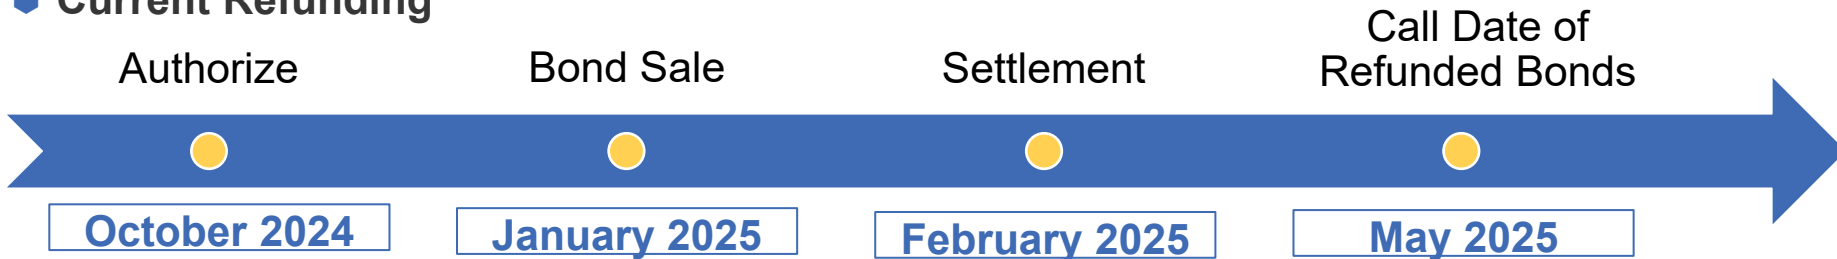 Current Refunding
Authorize
Bond Sale
Settlement
Call Date of
Refunded Bonds
October 2024
January 2025
February 2025
May 2025